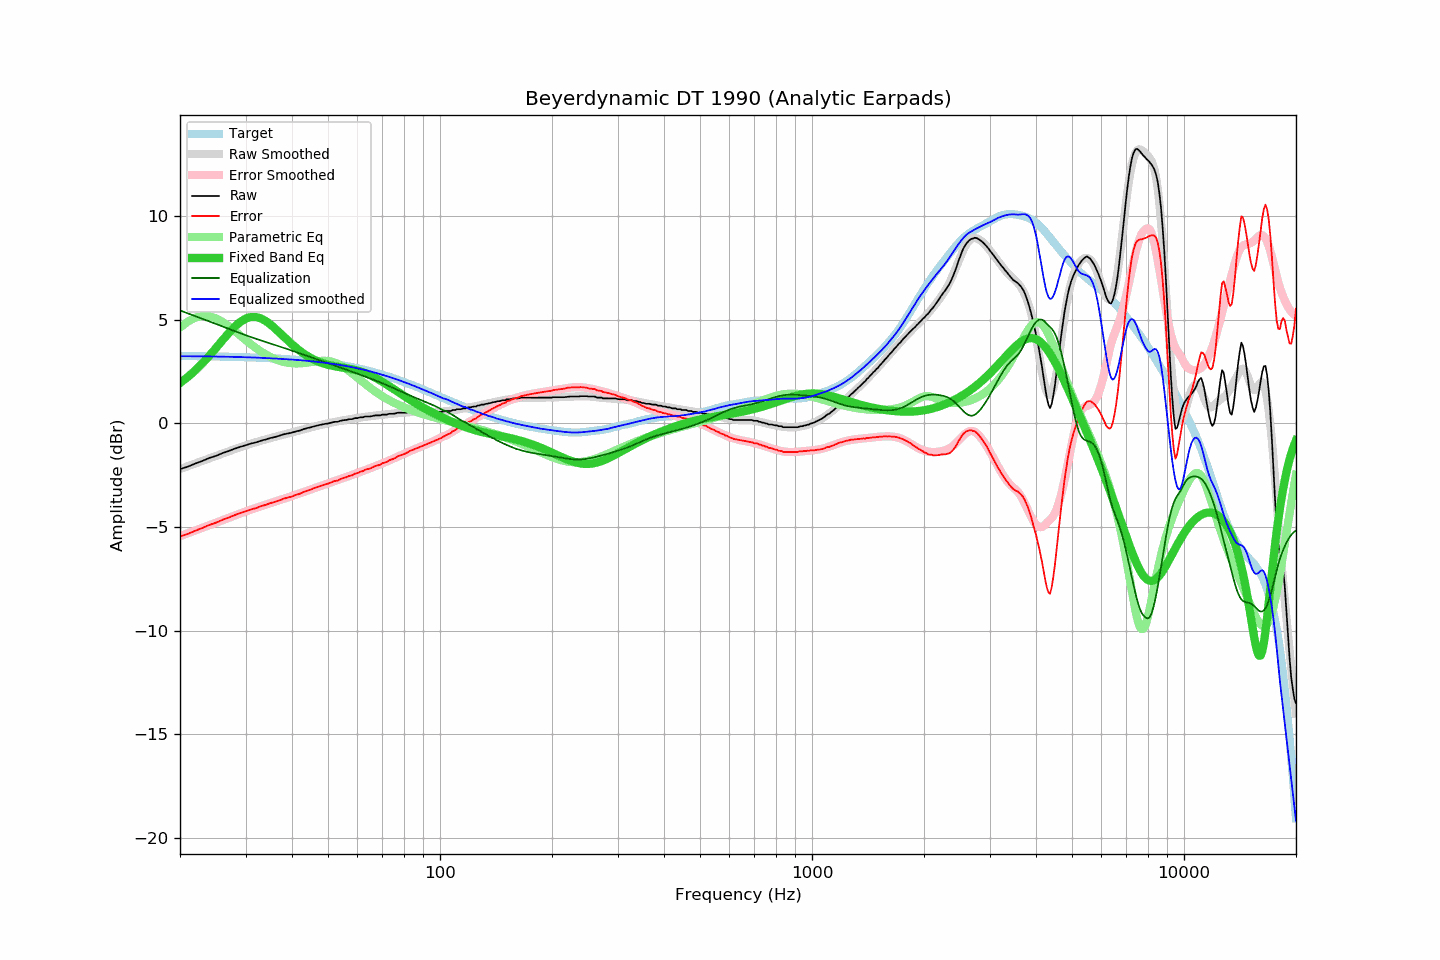 Beyerdynamic DT 1990 (Analytic Earpads)
Target
Raw Smoothed
Error Smoothed
Raw
Error
Parametric Eq
Fixed Band Eq
Equalization
Equalized smoothed
10
5
0
−5
−10
−15
−20
Amplitude (dBr)
100 1000 10000
Frequency (Hz)